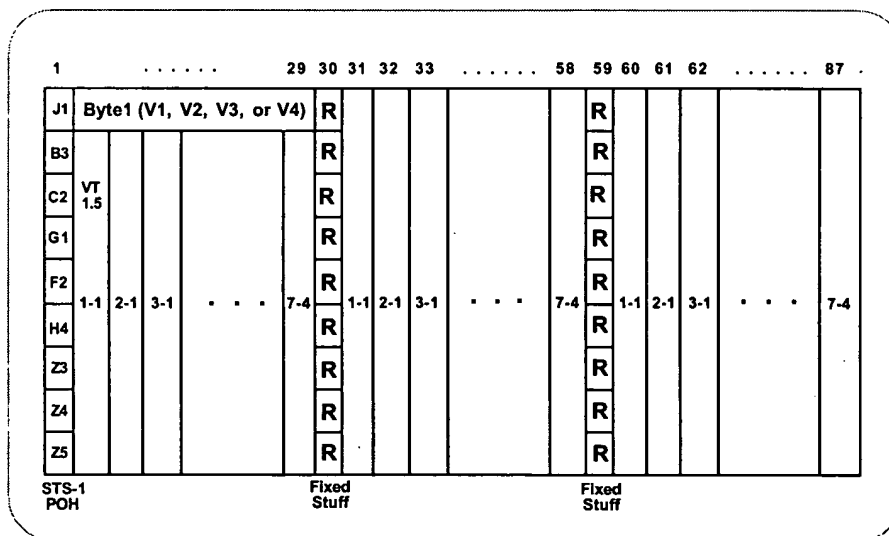 1 . . . . . . 29 30 31 32 33 . . . . . . 58 59 60 61 62 . . . . . . 87
J1 Byte1 (V1, V2, V3, or V4) R R
B3 R R
C2 VT R R
1.5
G1 R R
F2 R R
1-1 2-1 3-1 . . . 7-4 1-1 2-1 3-1 . . . 7-4 1-1 2-1 3-1 . . . 7-4
H4 R R
Z3 R R
Z4 R R
Z5 R R
STS-1 Fixed Fixed
POH Stuff Stuff